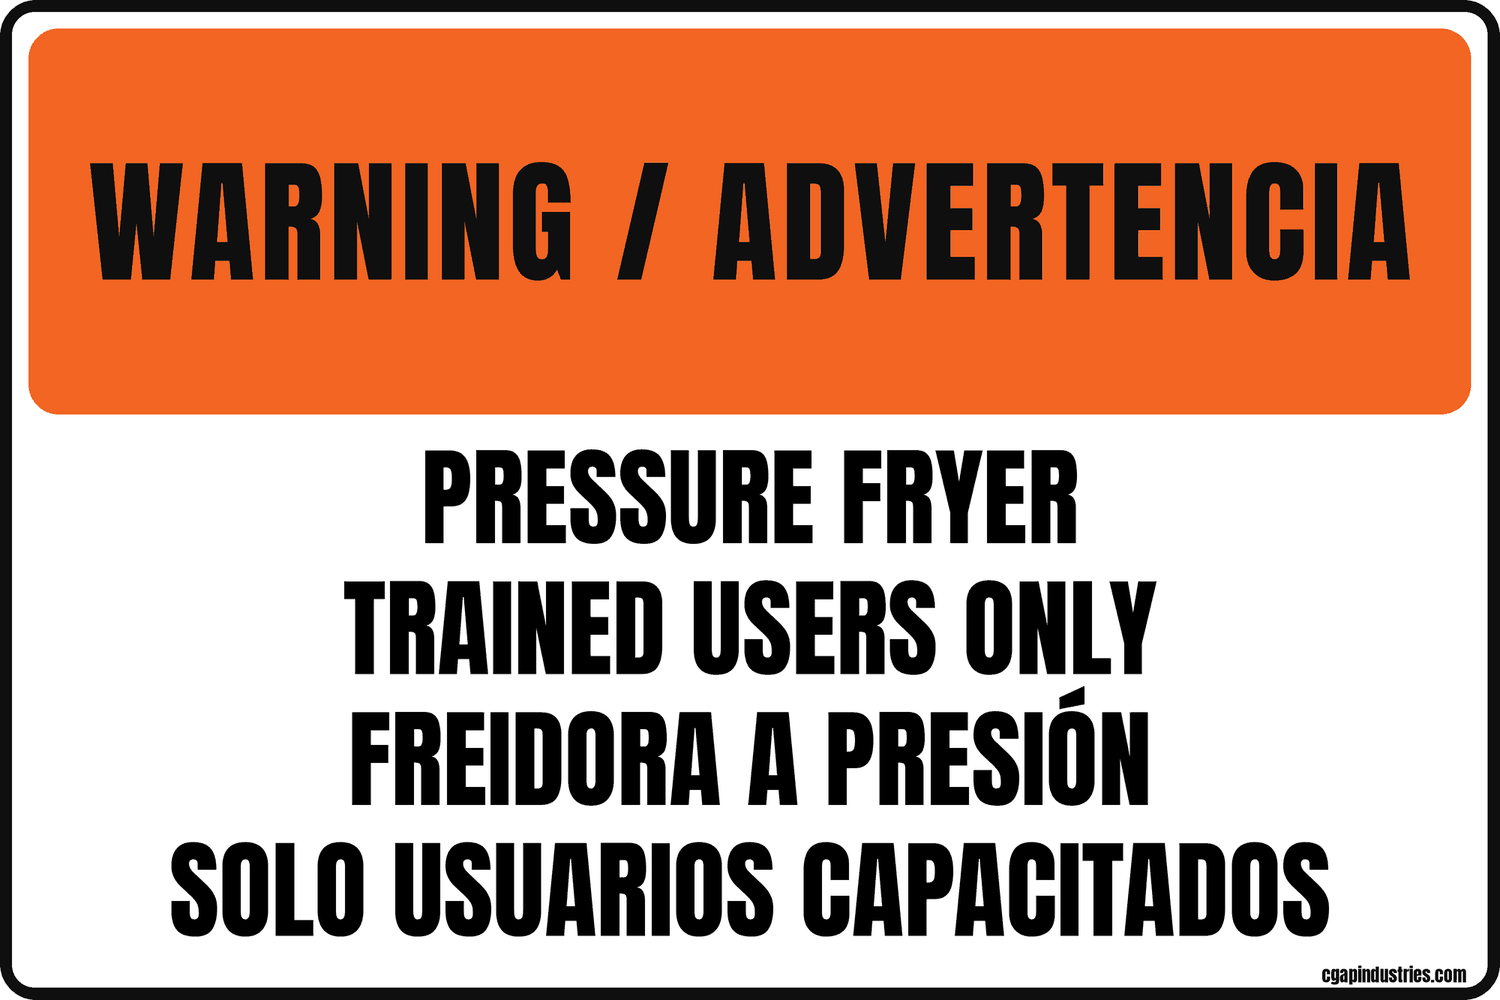 WARNING / ADVERTENCIA
PRESSURE FRYER
TRAINED USERS ONLY
FREIDORA A PRESIÓN
SOLO USUARIOS CAPACITADOS
cgapindustries.com